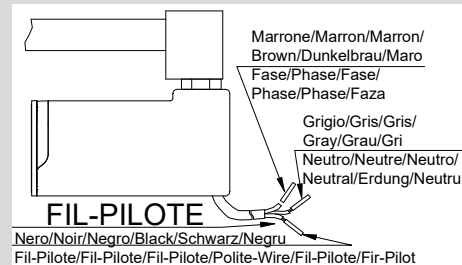 Marrone/Marron/Marron/
Brown/Dunkelbrau/Maro
Fase/Phase/Fase/
Phase/Phase/Faza
Grigio/Gris/Gris/
Gray/Grau/Gri
Neutro/Neutre/Neutro/
Neutral/Erdung/Neutru
FIL-PILOTE
Nero/Noir/Negro/Black/Schwarz/Negru
Fil-Pilote/Fil-Pilote/Fil-Pilote/Polite-Wire/Fil-Pilote/Fir-Pilot